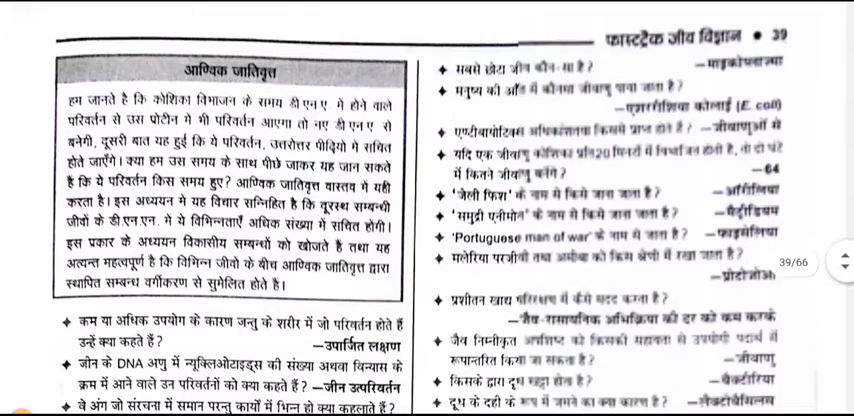 फास्टट्रैक जीव विज्ञान ● 39
आण्विक जातिवृत्त
हम जानते है कि कोशिका विभाजन के समय डी एन ए में होने वाले
परिवर्तन से उस प्रोटीन मे भी परिवर्तन आएगा तो नए डी एन ए से
बनेगी, दूसरी बात यह हुई कि ये परिवर्तन, उत्तरोत्तर पीढ़ियो मे सचित
होते जाएँगे। क्या हम उस समय के साथ पीछे जाकर यह जान सकते
है कि ये परिवर्तन किस समय हुए? आण्विक जातिवृत्त वास्तव में यही
करता है। इस अध्ययन मे यह विचार सन्निहित है कि दूरस्थ सम्बन्धी
जीवों के डी.एन.एन. में ये विभिन्नताएँ अधिक संख्या में सचित होगी।
इस प्रकार के अध्ययन विकासीय सम्बन्धों को खोजते हैं तथा यह
अत्यन्त महत्वपूर्ण है कि विभिन्न जीवो के बीच आण्विक जातिवृत्त द्वारा
स्थापित सम्बन्ध वर्गीकरण से सुमेलित होते है।
✦ कम या अधिक उपयोग के कारण जन्तु के शरीर में जो परिवर्तन होते हैं
उन्हें क्या कहते हैं? —उपार्जित लक्षण
✦ जीन के DNA अणु में न्यूक्लिओटाइड्स की संख्या अथवा विन्यास के
क्रम में आने वाले उन परिवर्तनों को क्या कहते हैं? —जीन उत्परिवर्तन
✦ वे अंग जो संरचना में समान परन्तु कार्यों में भिन्न हो क्या कहलाते हैं?
✦ सबसे छोटा जीव कौन-सा है? —माइकोप्लाज्मा
✦ मनुष्य की आँत में कौनसा जीवाणु पाया जाता है?
—एशररीशिया कोलाई (E. coli)
✦ एण्टीबायोटिक्स अधिकांशतया किससे प्राप्त होते है? —जीवाणुओं से
✦ यदि एक जीवाणु कोशिका प्रति20 मिनटों में विभाजित होती है, तो दो घंटे
में कितने जीवाणु बनेंगे? —64
✦ 'जेली फिश' के नाम से किसे जाना जाता है? —ऑरीलिया
✦ 'समुद्री एनीमोन' के नाम से किसे जाना जाता है? —मैट्रीडियम
✦ 'Portuguese man of war' के नाम से जाना है? —फाइसेलिया
✦ मलेरिया परजीवी तथा अमीबा को किस श्रेणी में रखा जाता है?
—प्रोटोजोआ
39/66
✦ प्रशीतन खाद्य परिरक्षण में कैसे मदद करता है?
—जैव-रासायनिक अभिक्रिया की दर को कम करके
✦ जैव निम्नीकृत अपशिष्ट को किसकी सहायता से उपयोगी पदार्थ में
रूपान्तरित किया जा सकता है? —जीवाणु
✦ किसके द्वारा दूध खट्टा होता है? —बैक्टीरिया
✦ दूध के दही के रूप में जमने का क्या कारण है? —लैक्टोबैसिलस